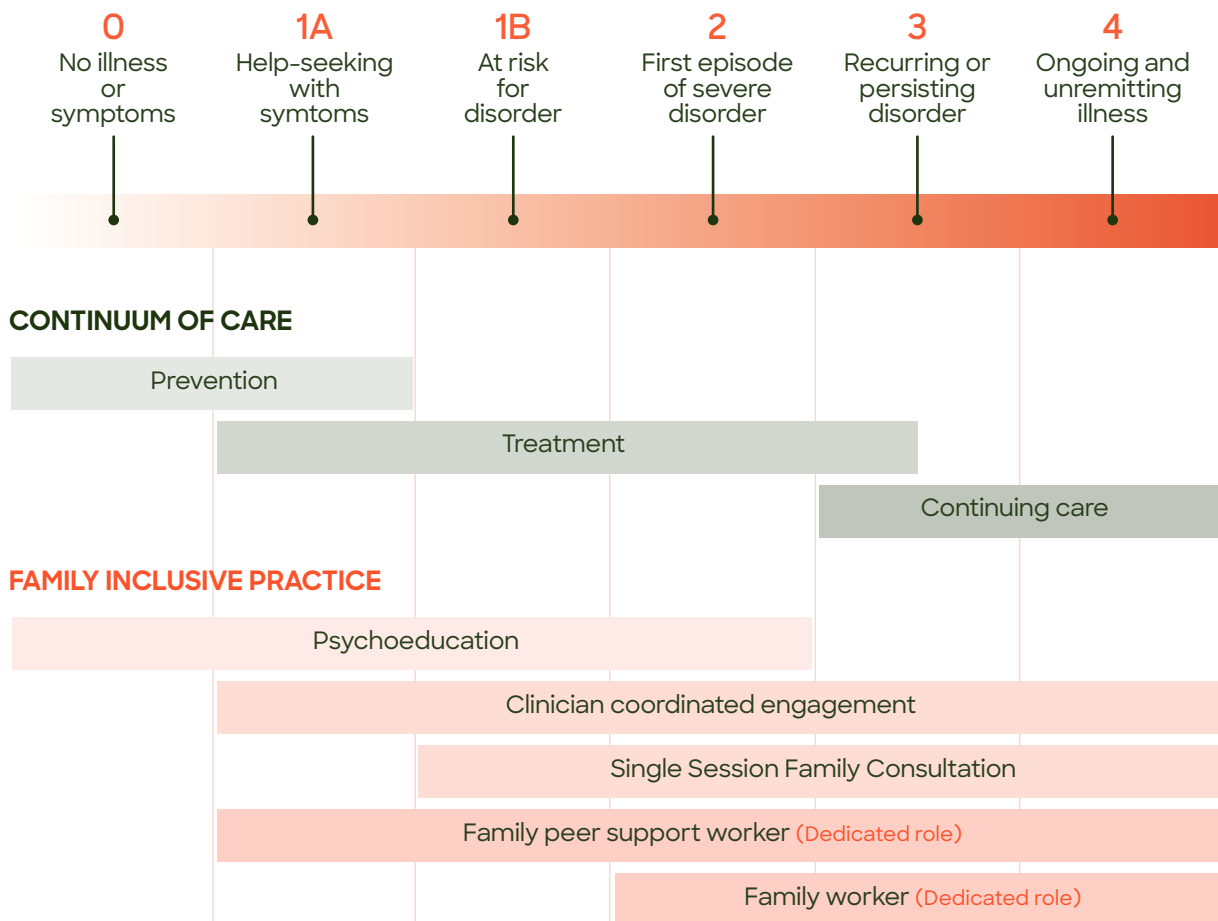 0
No illness
or
symptoms
1A
Help-seeking
with
symtoms
1B
At risk
for
disorder
2
First episode
of severe
disorder
3
Recurring or
persisting
disorder
4
Ongoing and
unremitting
illness
CONTINUUM OF CARE
Prevention
Treatment
Continuing care
FAMILY INCLUSIVE PRACTICE
Psychoeducation
Clinician coordinated engagement
Single Session Family Consultation
Family peer support worker (Dedicated role)
Family worker (Dedicated role)